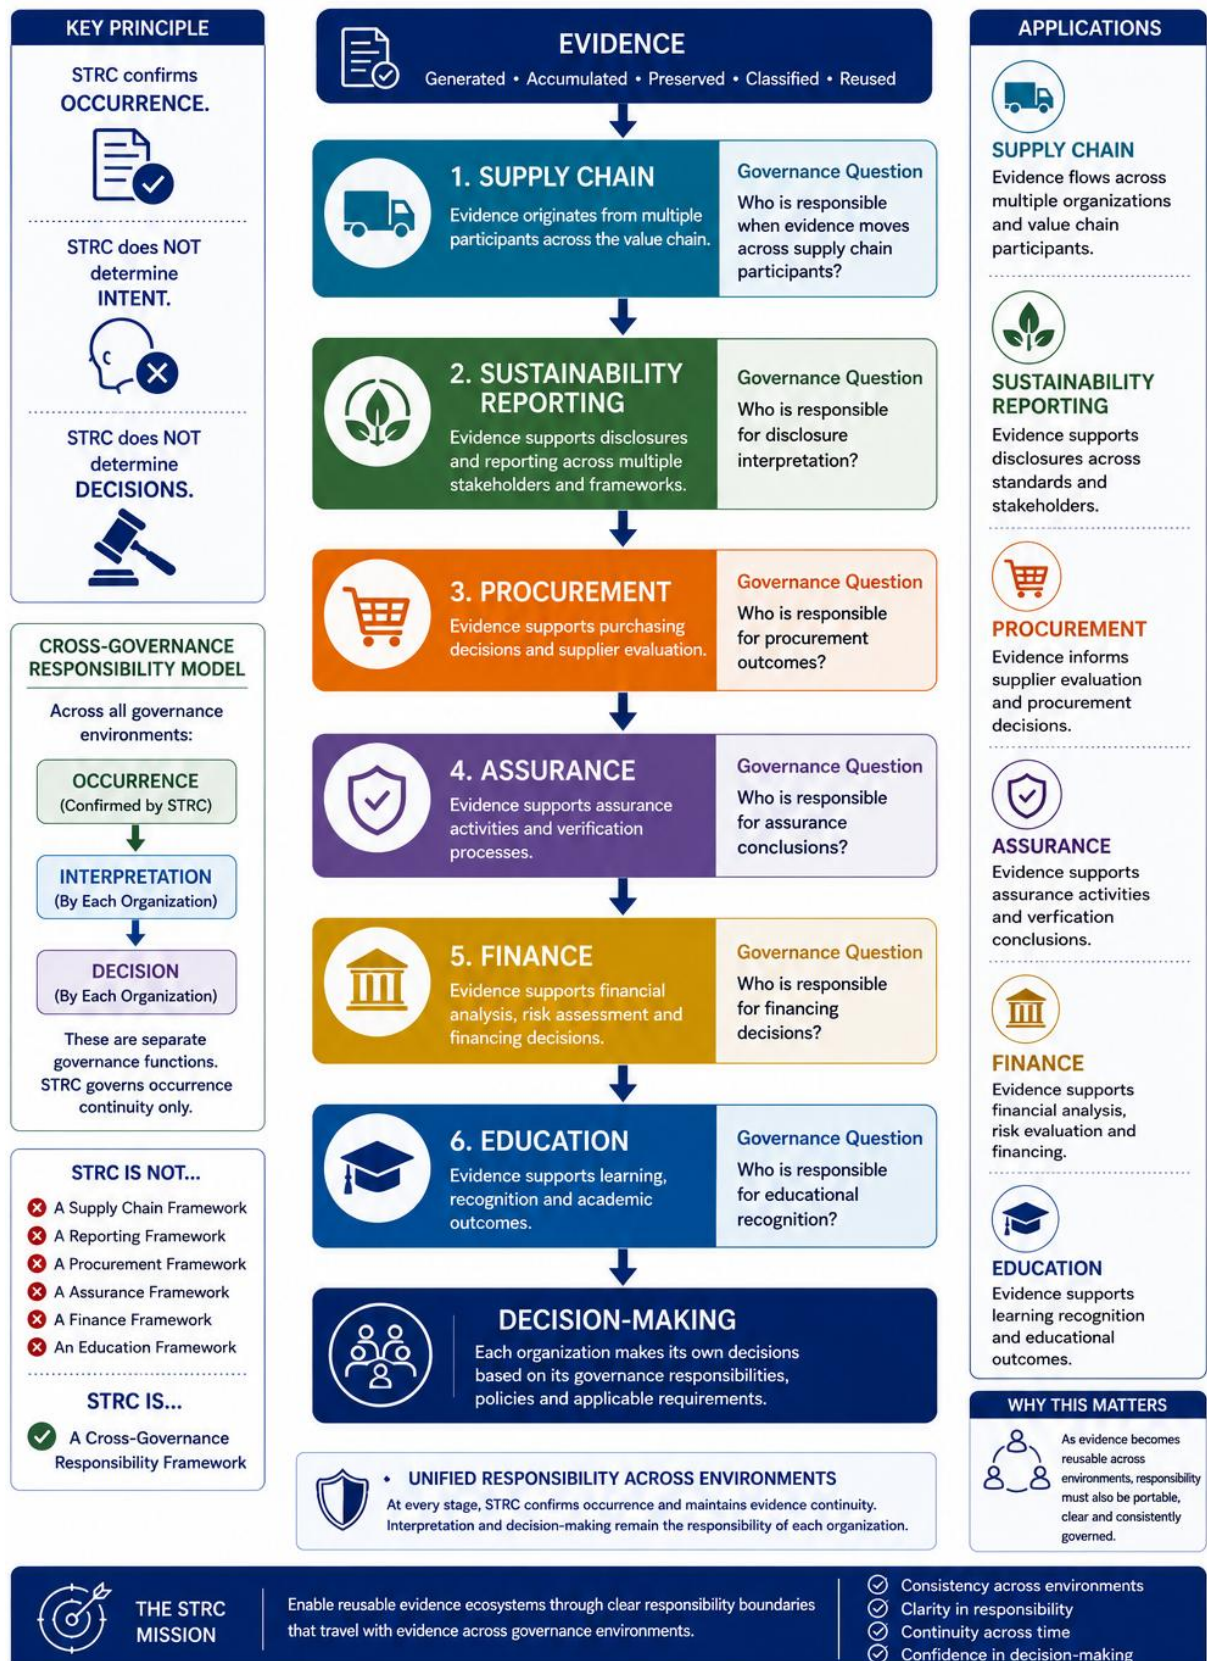 KEY PRINCIPLE
STRC confirms
OCCURRENCE.
STRC does NOT
determine
INTENT.
STRC does NOT
determine
DECISIONS.
CROSS-GOVERNANCE
RESPONSIBILITY MODEL
Across all governance
environments:
OCCURRENCE
(Confirmed by STRC)
INTERPRETATION
(By Each Organization)
DECISION
(By Each Organization)
These are separate
governance functions.
STRC governs occurrence
continuity only.
STRC IS NOT...
A Supply Chain Framework
A Reporting Framework
A Procurement Framework
A Assurance Framework
A Finance Framework
An Education Framework
STRC IS...
A Cross-Governance
Responsibility Framework
EVIDENCE
Generated • Accumulated • Preserved • Classified • Reused
1. SUPPLY CHAIN
Evidence originates from multiple
participants across the value chain.
Governance Question
Who is responsible
when evidence moves
across supply chain
participants?
2. SUSTAINABILITY
REPORTING
Evidence supports disclosures
and reporting across multiple
stakeholders and frameworks.
Governance Question
Who is responsible
for disclosure
interpretation?
3. PROCUREMENT
Evidence supports purchasing
decisions and supplier evaluation.
Governance Question
Who is responsible
for procurement
outcomes?
4. ASSURANCE
Evidence supports assurance
activities and verification
processes.
Governance Question
Who is responsible
for assurance
conclusions?
5. FINANCE
Evidence supports financial
analysis, risk assessment and
financing decisions.
Governance Question
Who is responsible
for financing
decisions?
6. EDUCATION
Evidence supports learning,
recognition and academic
outcomes.
Governance Question
Who is responsible
for educational
recognition?
DECISION-MAKING
Each organization makes its own decisions
based on its governance responsibilities,
policies and applicable requirements.
• UNIFIED RESPONSIBILITY ACROSS ENVIRONMENTS
At every stage, STRC confirms occurrence and maintains evidence continuity.
Interpretation and decision-making remain the responsibility of each organization.
APPLICATIONS
SUPPLY CHAIN
Evidence flows across
multiple organizations
and value chain
participants.
SUSTAINABILITY
REPORTING
Evidence supports
disclosures across
standards and
stakeholders.
PROCUREMENT
Evidence informs
supplier evaluation
and procurement
decisions.
ASSURANCE
Evidence supports
assurance activities
and verfication
conclusions.
FINANCE
Evidence supports
financial analysis,
risk evaluation and
financing.
EDUCATION
Evidence supports
learning recognition
and educational
outcomes.
WHY THIS MATTERS
As evidence becomes
reusable across
environments, responsibility
must also be portable,
clear and consistently
governed.
THE STRC
MISSION
Enable reusable evidence ecosystems through clear responsibility boundaries
that travel with evidence across governance environments.
Consistency across environments
Clarity in responsibility
Continuity across time
Confidence in decision-making